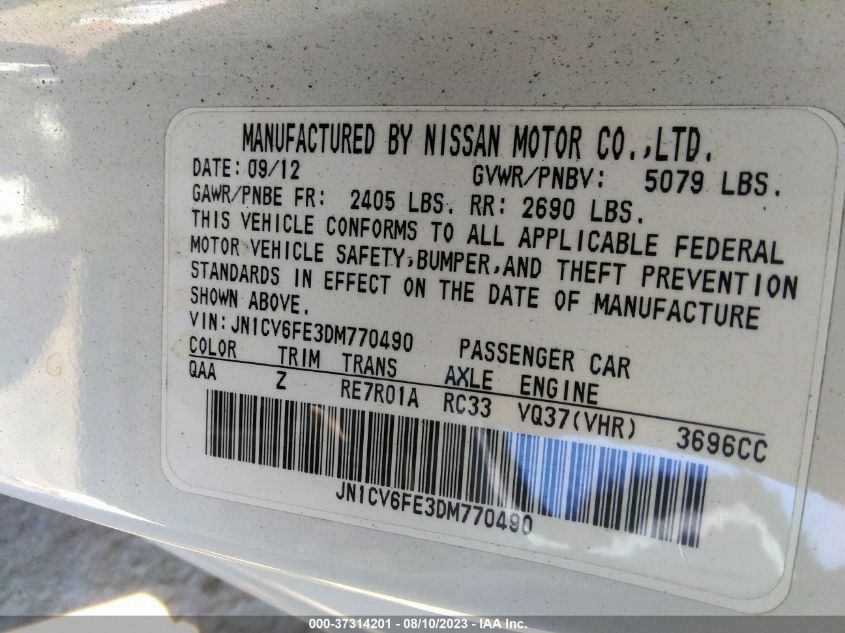 MANUFACTURED BY NISSAN MOTOR CO.,LTD.
DATE: 09/12 GVWR/PNBV: 5079 LBS.
GAWR/PNBE FR: 2405 LBS. RR: 2690 LBS.
THIS VEHICLE CONFORMS TO ALL APPLICABLE FEDERAL
MOTOR VEHICLE SAFETY,BUMPER,AND THEFT PREVENTION
STANDARDS IN EFFECT ON THE DATE OF MANUFACTURE
SHOWN ABOVE.
VIN:JN1CV6FE3DM770490 PASSENGER CAR
COLOR TRIM TRANS AXLE ENGINE
QAA Z RE7R01A RC33 VQ37(VHR) 3696CC
JN1CV6FE3DM770490
000-37314201 - 08/10/2023 - IAA Inc.